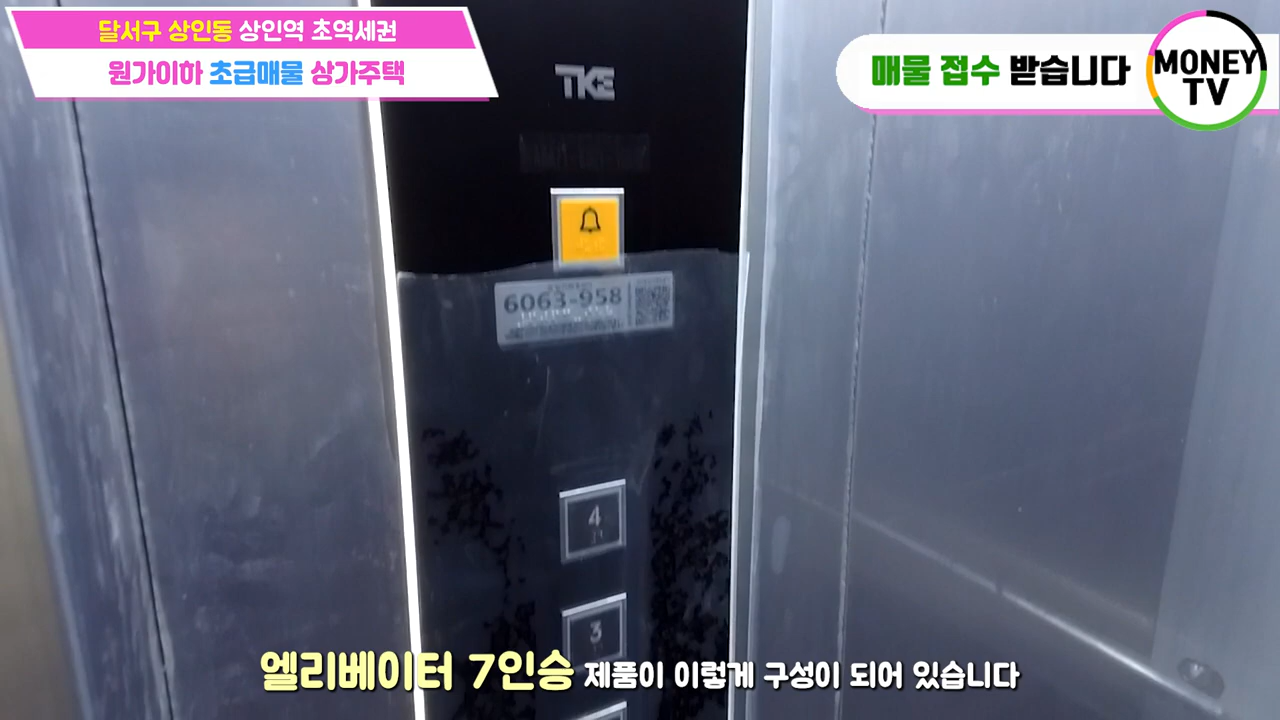 달서구 상인동 상인역 초역세권
원가이하 초급매물 상가주택
매물 접수 받습니다
MONEY
TV
TKE
6063-958
4
3
엘리베이터 7인승 제품이 이렇게 구성이 되어 있습니다